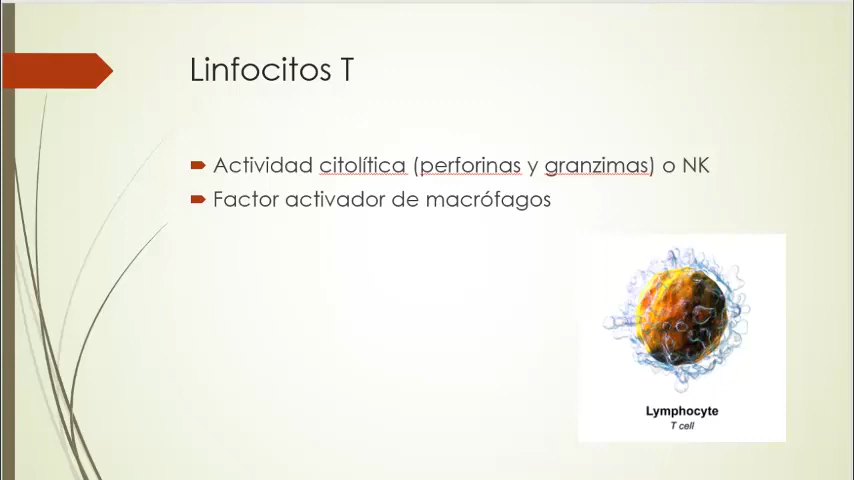 Linfocitos T
Actividad citolítica (perforinas y granzimas) o NK
Factor activador de macrófagos
Lymphocyte
T cell